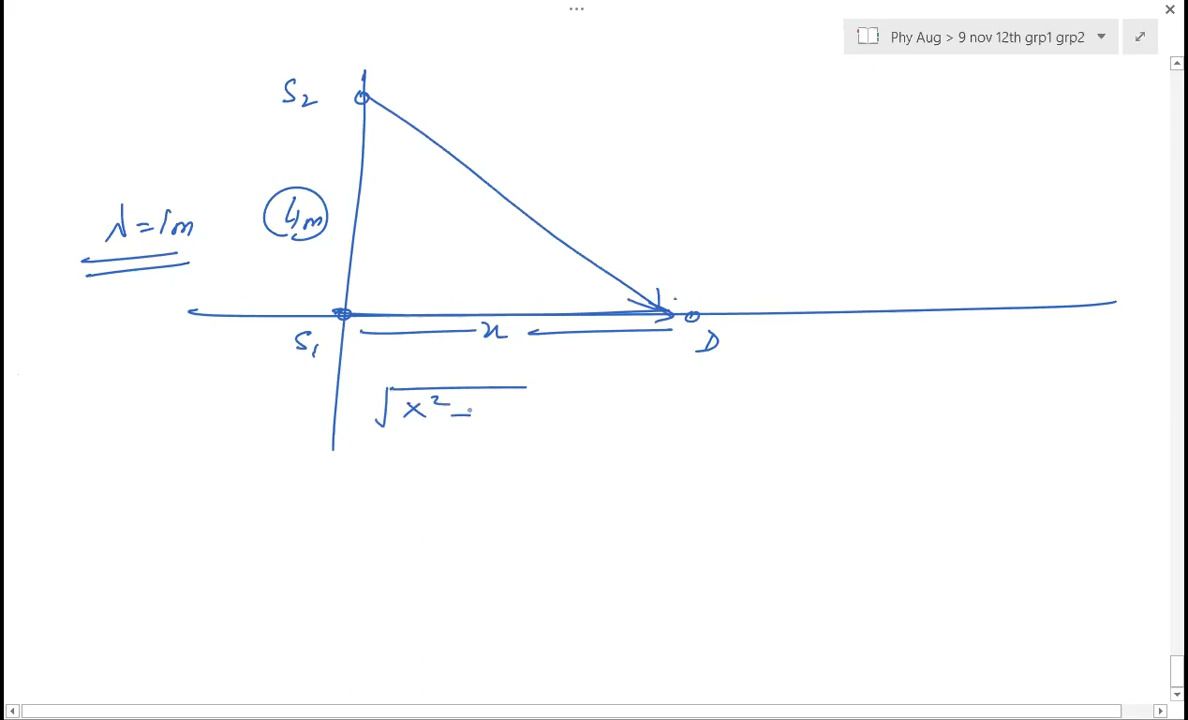 Phy Aug > 9 nov 12th grp1 grp2
S2
4m
λ=1m
S1
x
D
√x²-